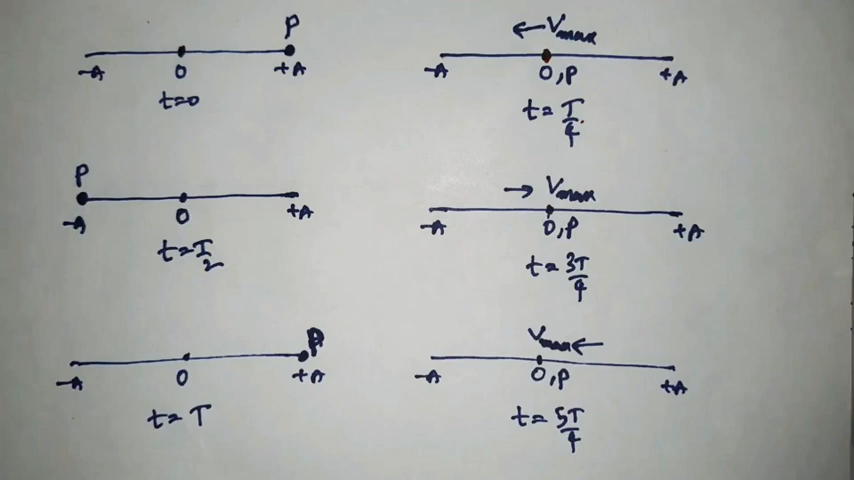 P
-A 0 +A
t=0
← Vmax
-A 0,P +A
t= T/4
P
-A 0 +A
t= T/2
→ Vmax
-A 0,P +A
t= 3T/4
P
-A 0 +A
t= T
Vmax ←
-A 0,P +A
t= 5T/4